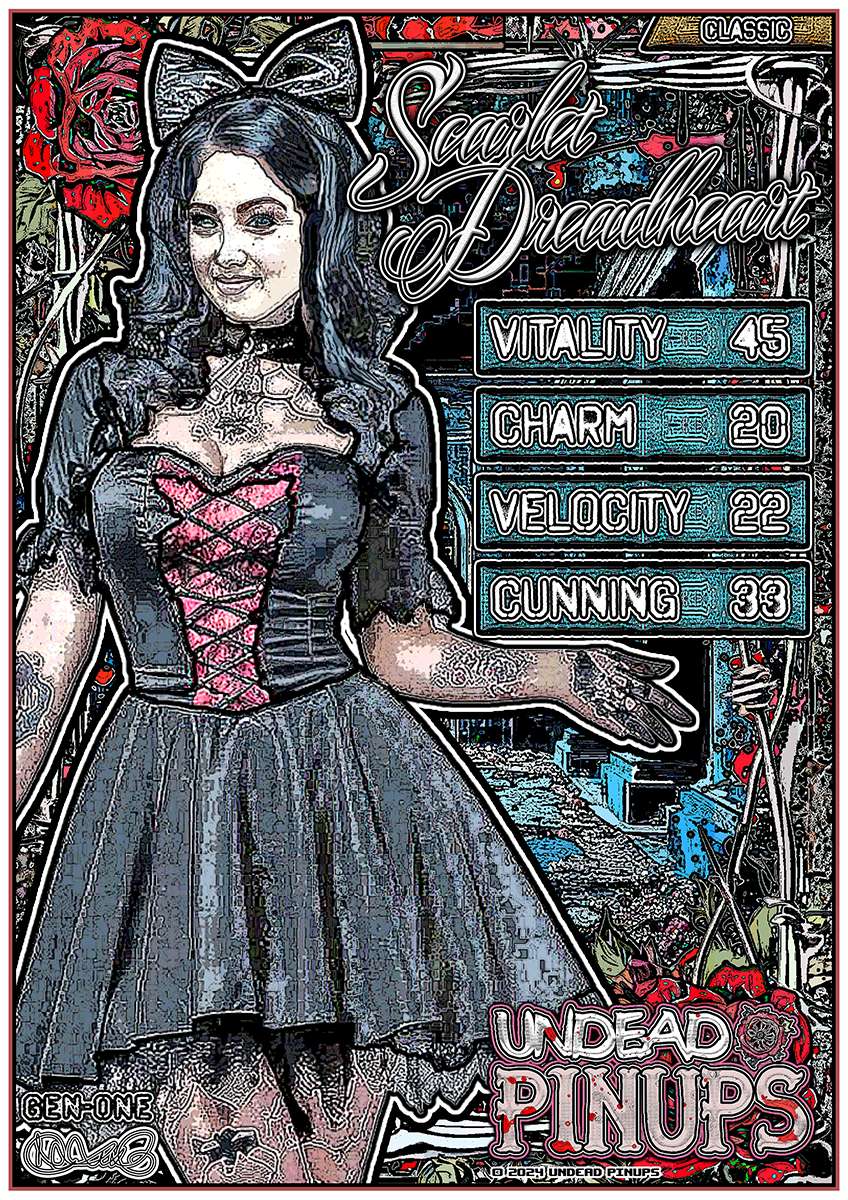 CLASSIC
Scarlet
Dreadheart
VITALITY 45
CHARM 20
VELOCITY 22
CUNNING 33
UNDEAD
PINUPS
GEN-ONE
© 2024 UNDEAD PINUPS